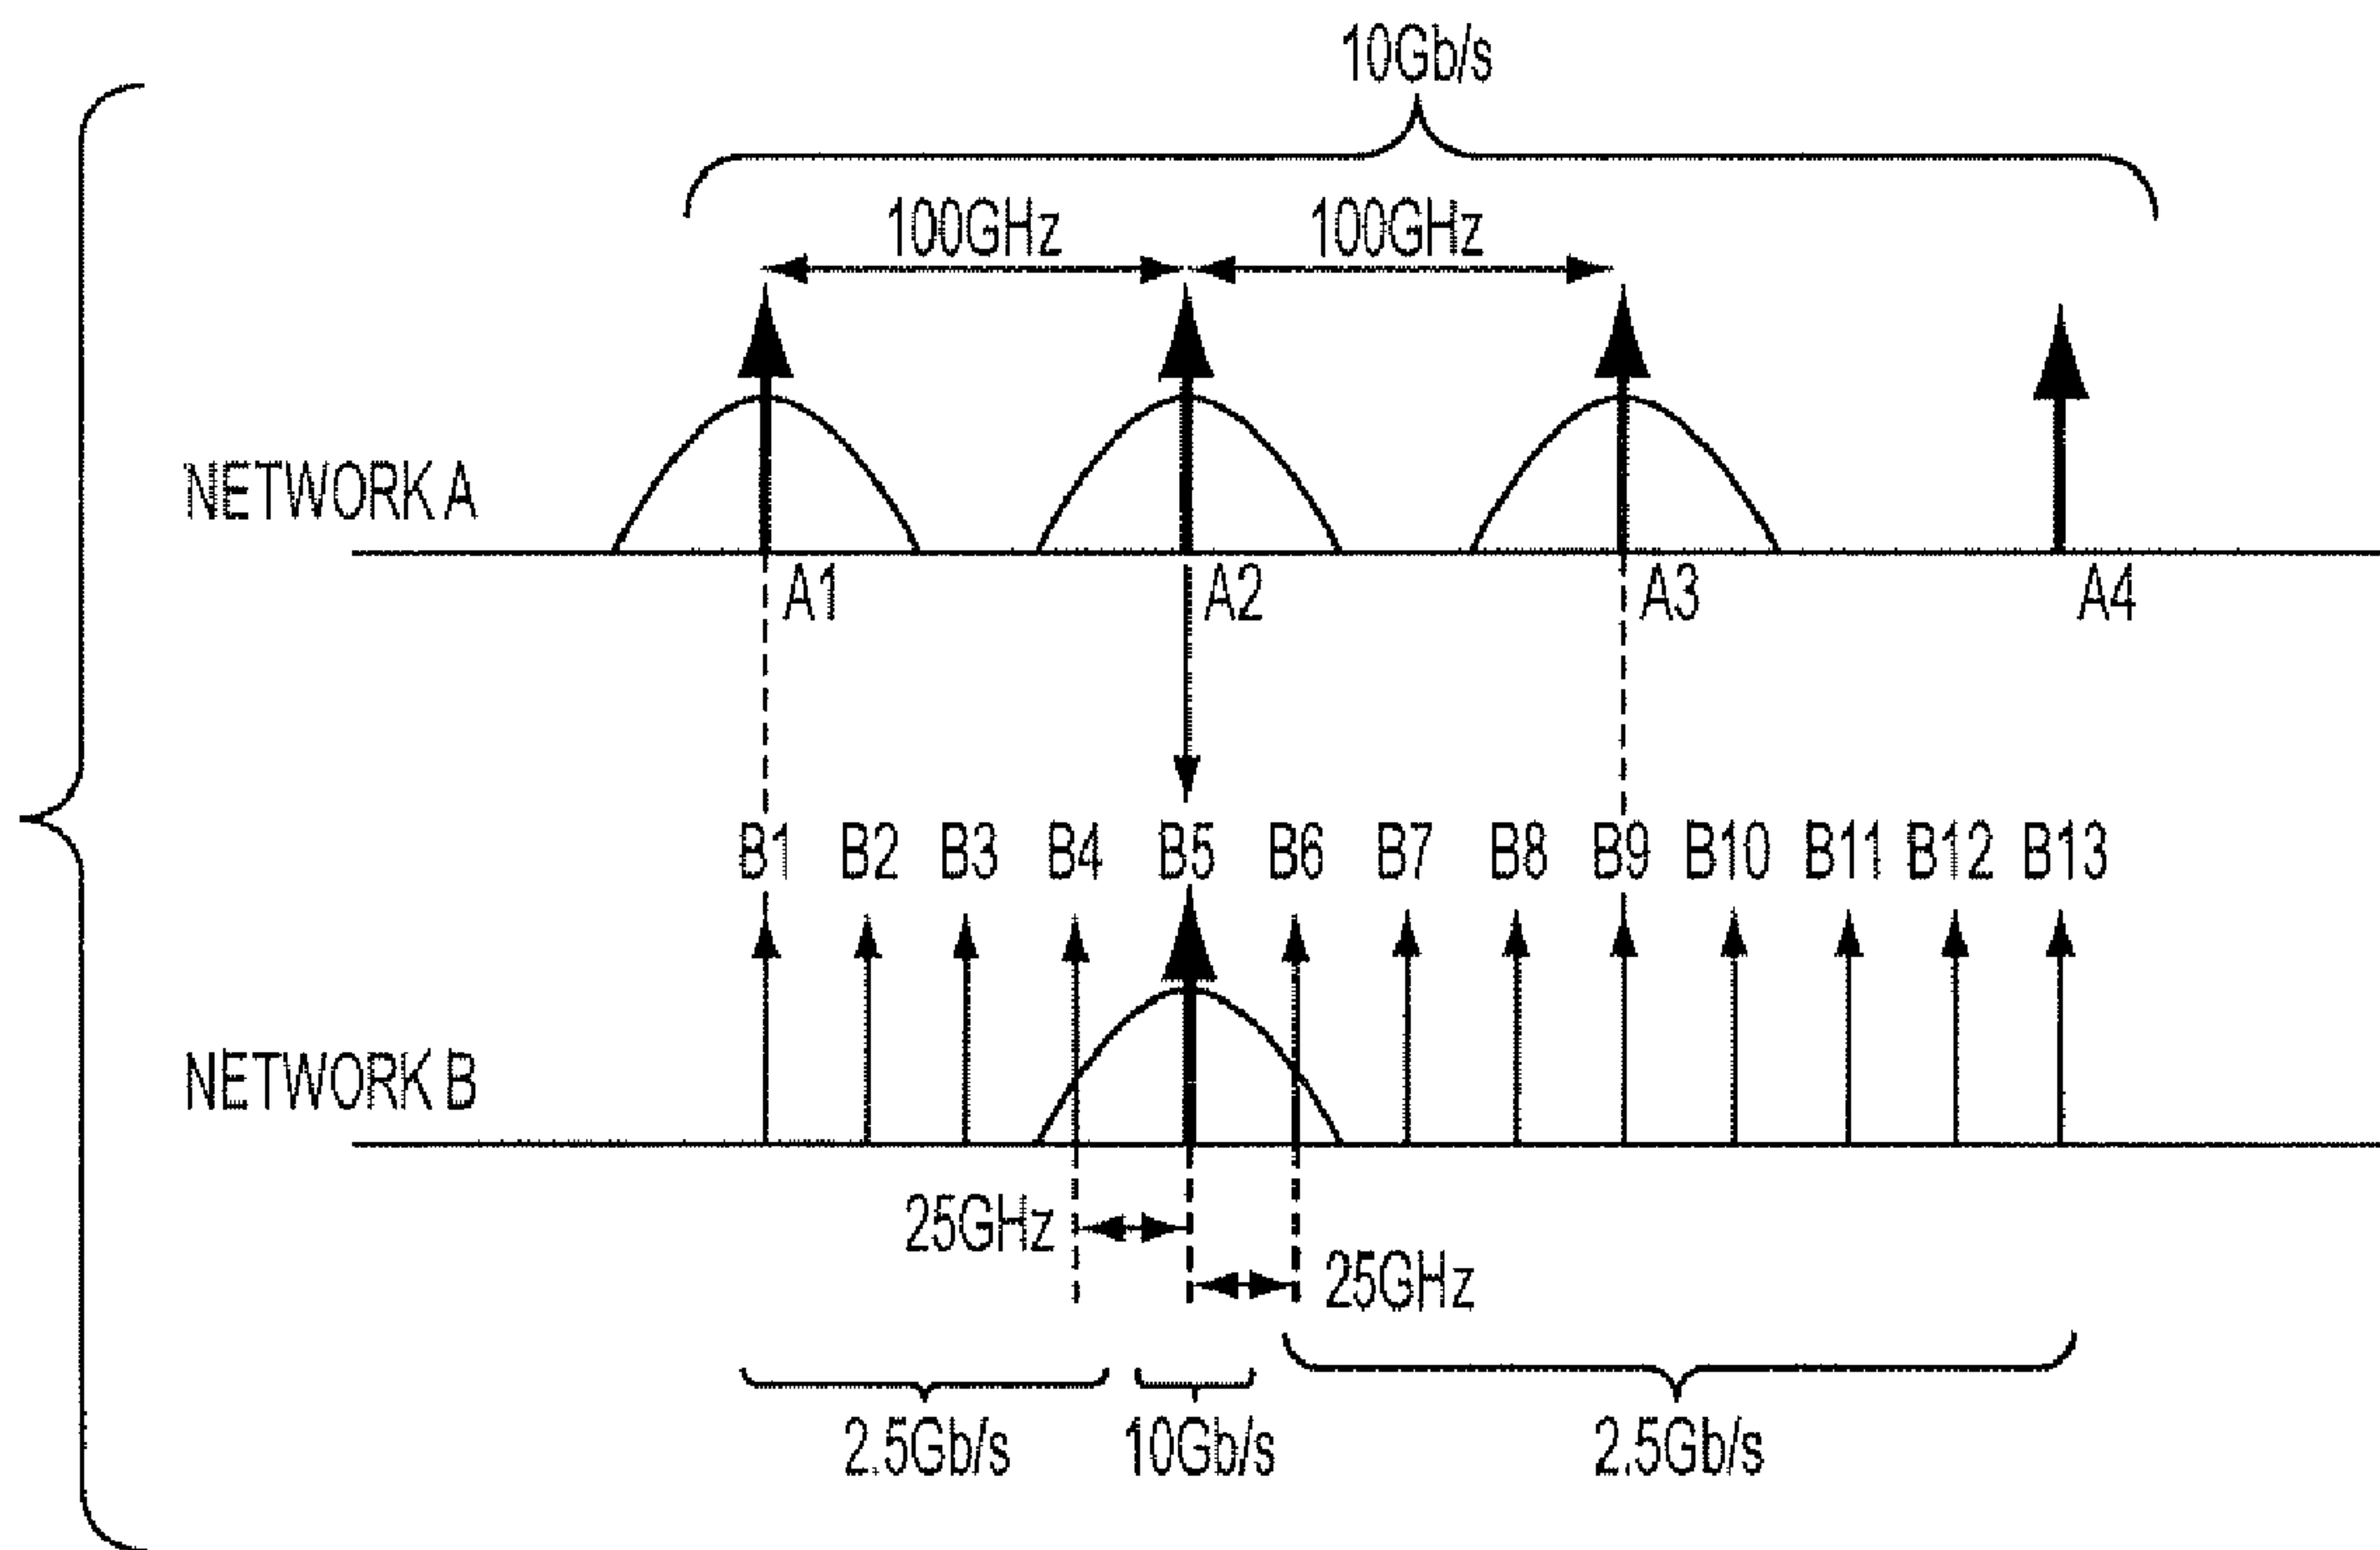 10Gb/s
100GHz 100GHz
NETWORK A
A1 A2 A3 A4
B1 B2 B3 B4 B5 B6 B7 B8 B9 B10 B11 B12 B13
NETWORK B
25GHz
25GHz
2.5Gb/s 10Gb/s 2.5Gb/s